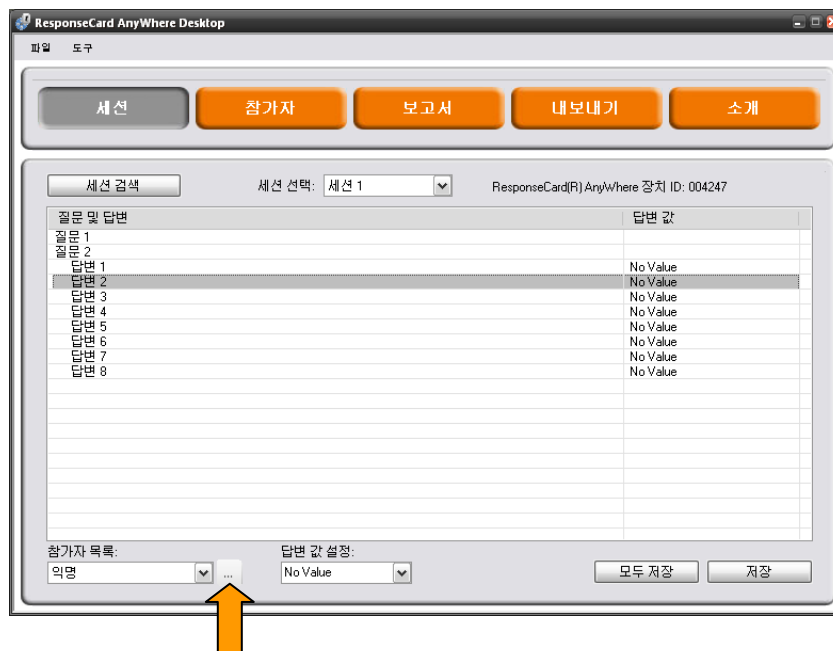 ResponseCard AnyWhere Desktop
파일 도구
세션 참가자 보고서 내보내기 소개
세션 검색 세션 선택: 세션 1 ResponseCard(R) AnyWhere 장치 ID: 004247
질문 및 답변 답변 값
질문 1
질문 2
답변 1 No Value
답변 2 No Value
답변 3 No Value
답변 4 No Value
답변 5 No Value
답변 6 No Value
답변 7 No Value
답변 8 No Value
참가자 목록: 답변 값 설정:
익명 ... No Value 모두 저장 저장